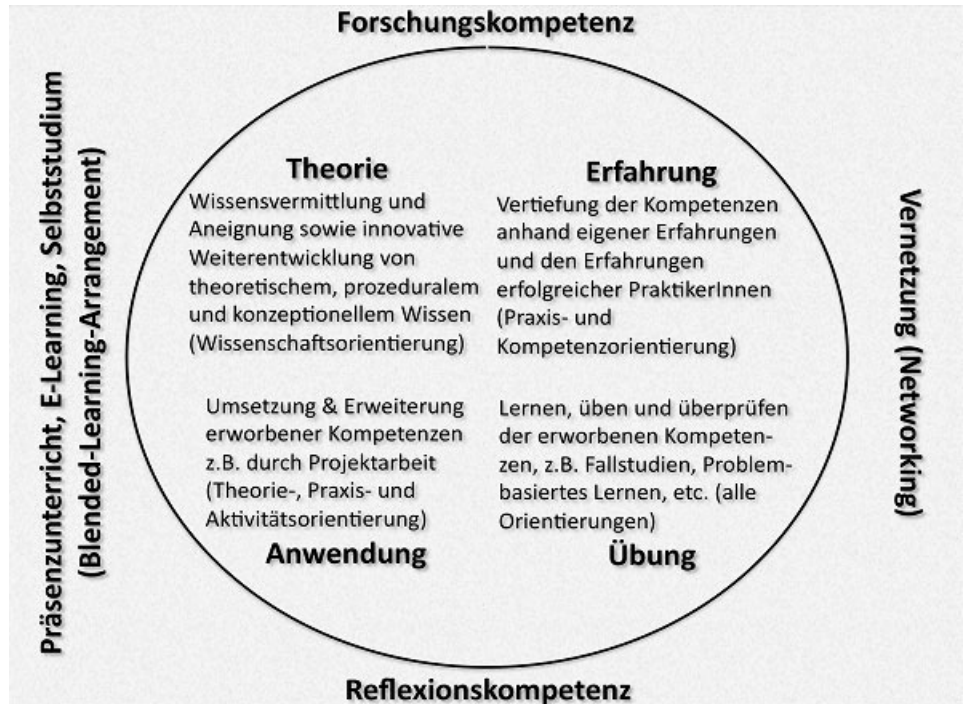 Forschungskompetenz
Präsenzunterricht, E-Learning, Selbststudium
(Blended-Learning-Arrangement)
Theorie
Wissensvermittlung und
Aneignung sowie innovative
Weiterentwicklung von
theoretischem, prozeduralem
und konzeptionellem Wissen
(Wissenschaftsorientierung)
Erfahrung
Vertiefung der Kompetenzen
anhand eigener Erfahrungen
und den Erfahrungen
erfolgreicher PraktikerInnen
(Praxis- und
Kompetenzorientierung)
Umsetzung & Erweiterung
erworbener Kompetenzen
z.B. durch Projektarbeit
(Theorie-, Praxis- und
Aktivitätsorientierung)
Anwendung
Lernen, üben und überprüfen
der erworbenen Kompeten-
zen, z.B. Fallstudien, Problem-
basiertes Lernen, etc. (alle
Orientierungen)
Übung
Vernetzung (Networking)
Reflexionskompetenz